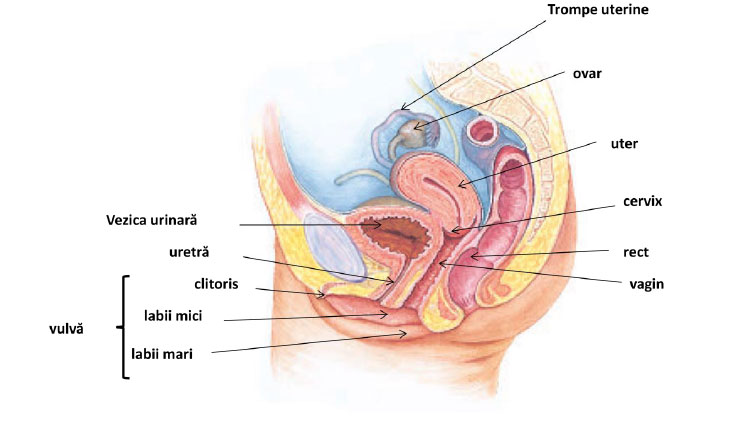 Trompe uterine
ovar
uter
cervix
Vezica urinară
uretră
rect
clitoris
vagin
labii mici
vulvă
labii mari